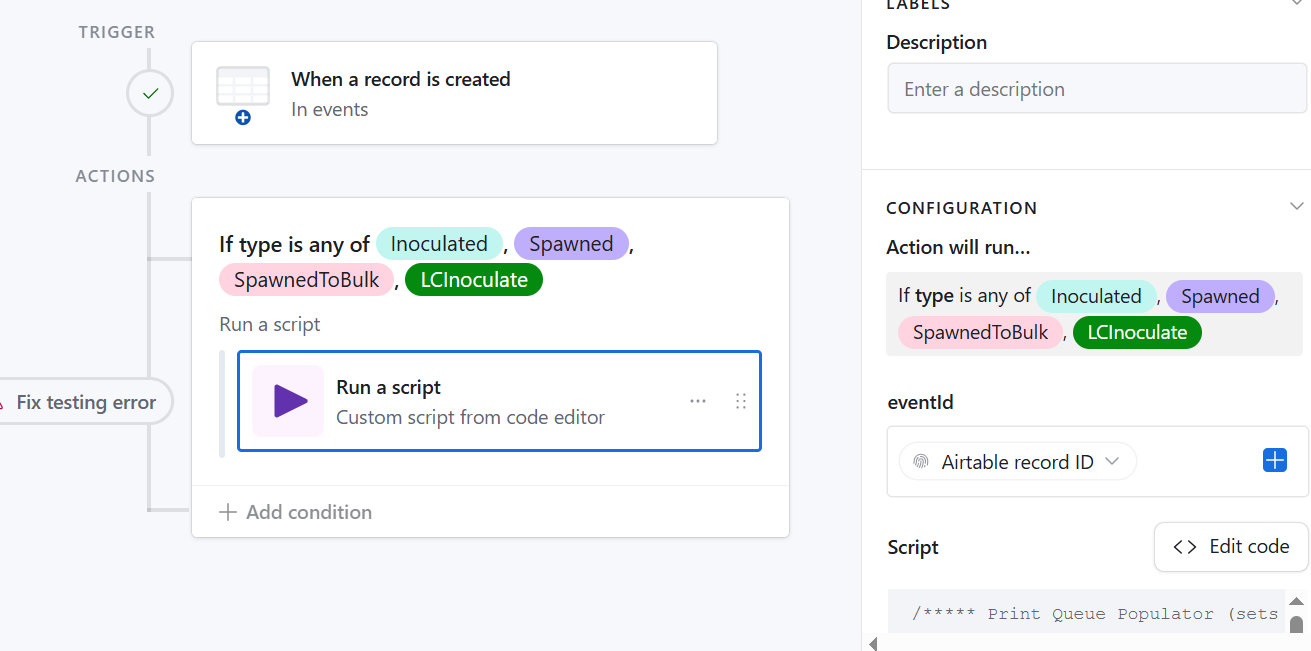 TRIGGER
When a record is created
In events
ACTIONS
If type is any of Inoculated, Spawned,
SpawnedToBulk, LCInoculate
Run a script
Run a script
Custom script from code editor
Fix testing error
Add condition
LABELS
Description
Enter a description
CONFIGURATION
Action will run...
If type is any of Inoculated, Spawned,
SpawnedToBulk, LCInoculate
eventId
Airtable record ID
Script
<> Edit code
/***** Print Queue Populator (sets